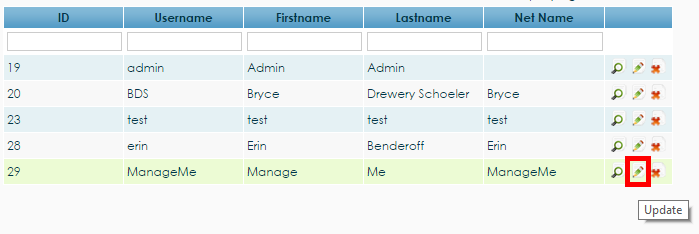 ID Username Firstname Lastname Net Name
19 admin Admin Admin
20 BDS Bryce Drewery Schoeler Bryce
23 test test test test
28 erin Erin Benderoff Erin
29 ManageMe Manage Me ManageMe
Update